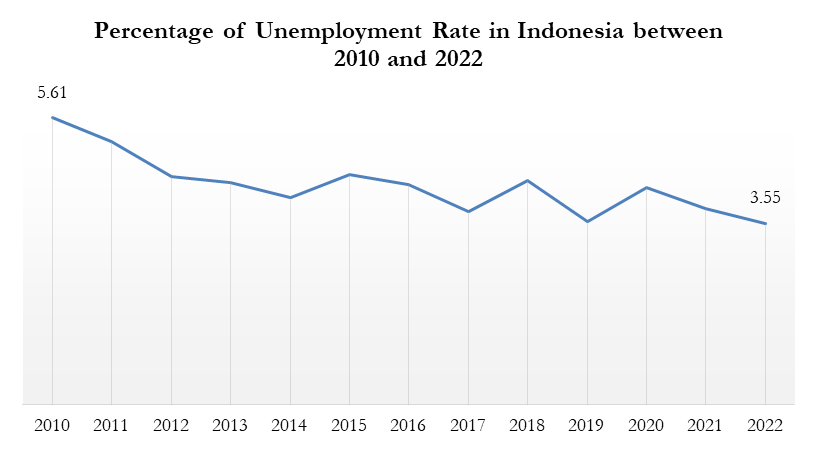 Percentage of Unemployment Rate in Indonesia between
2010 and 2022
5.61
3.55
2010 2011 2012 2013 2014 2015 2016 2017 2018 2019 2020 2021 2022